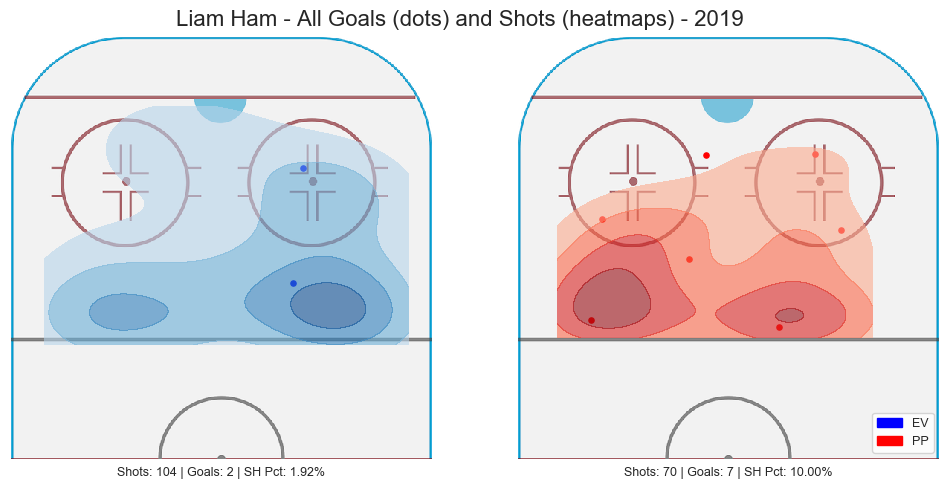 Liam Ham - All Goals (dots) and Shots (heatmaps) - 2019
EV
PP
Shots: 104 | Goals: 2 | SH Pct: 1.92%
Shots: 70 | Goals: 7 | SH Pct: 10.00%